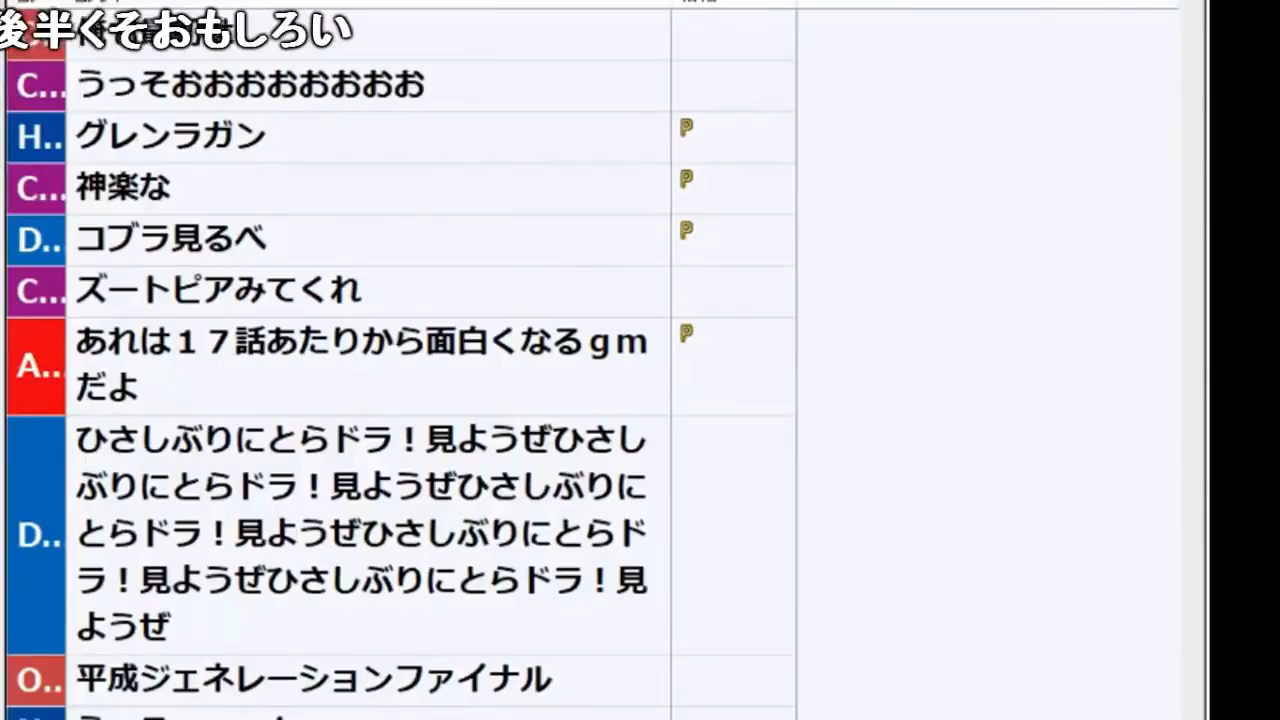 後半くそおもしろい
C... うっそおおおおおおおお
H.. グレンラガン P
C... 神楽な P
D.. コブラ見るべ P
C... ズートピアみてくれ
A... あれは１７話あたりから面白くなるｇｍ P
だよ
ひさしぶりにとらドラ！見ようぜひさし
ぶりにとらドラ！見ようぜひさしぶりに
D.. とらドラ！見ようぜひさしぶりにとらド
ラ！見ようぜひさしぶりにとらドラ！見
ようぜ
O.. 平成ジェネレーションファイナル